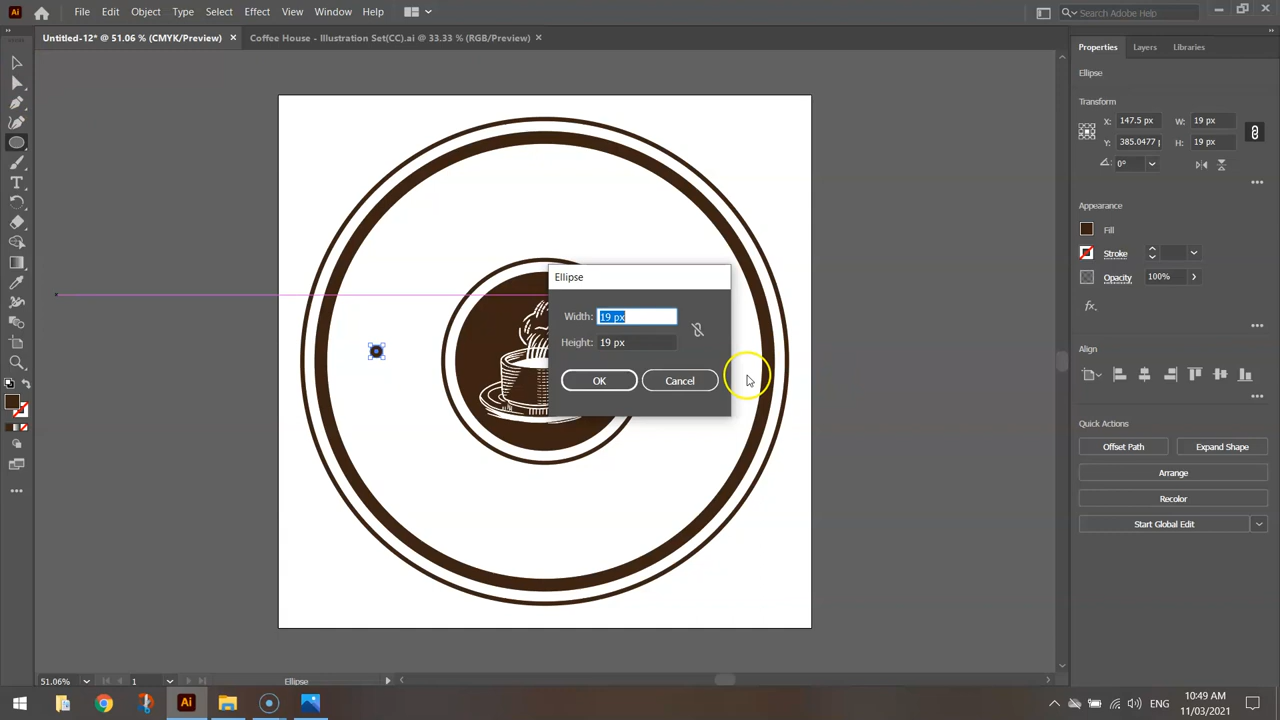 Ai File Edit Object Type Select Effect View Window Help Search Adobe Help
Untitled-12* @ 51.06 % (CMYK/Preview) × Coffee House - Illustration Set(CC).ai @ 33.33 % (RGB/Preview) ×
Properties Layers Libraries
Ellipse
Transform
X: 147.5 px W: 19 px
Y: 385.0477 H: 19 px
0°
Appearance
Fill
Stroke
Opacity 100%
fx.
Align
Quick Actions
Offset Path Expand Shape
Arrange
Recolor
Start Global Edit
Ellipse
Width: 19 px
Height: 19 px
OK Cancel
51.06% 1 Ellipse
Ai ENG 10:49 AM
11/03/2021